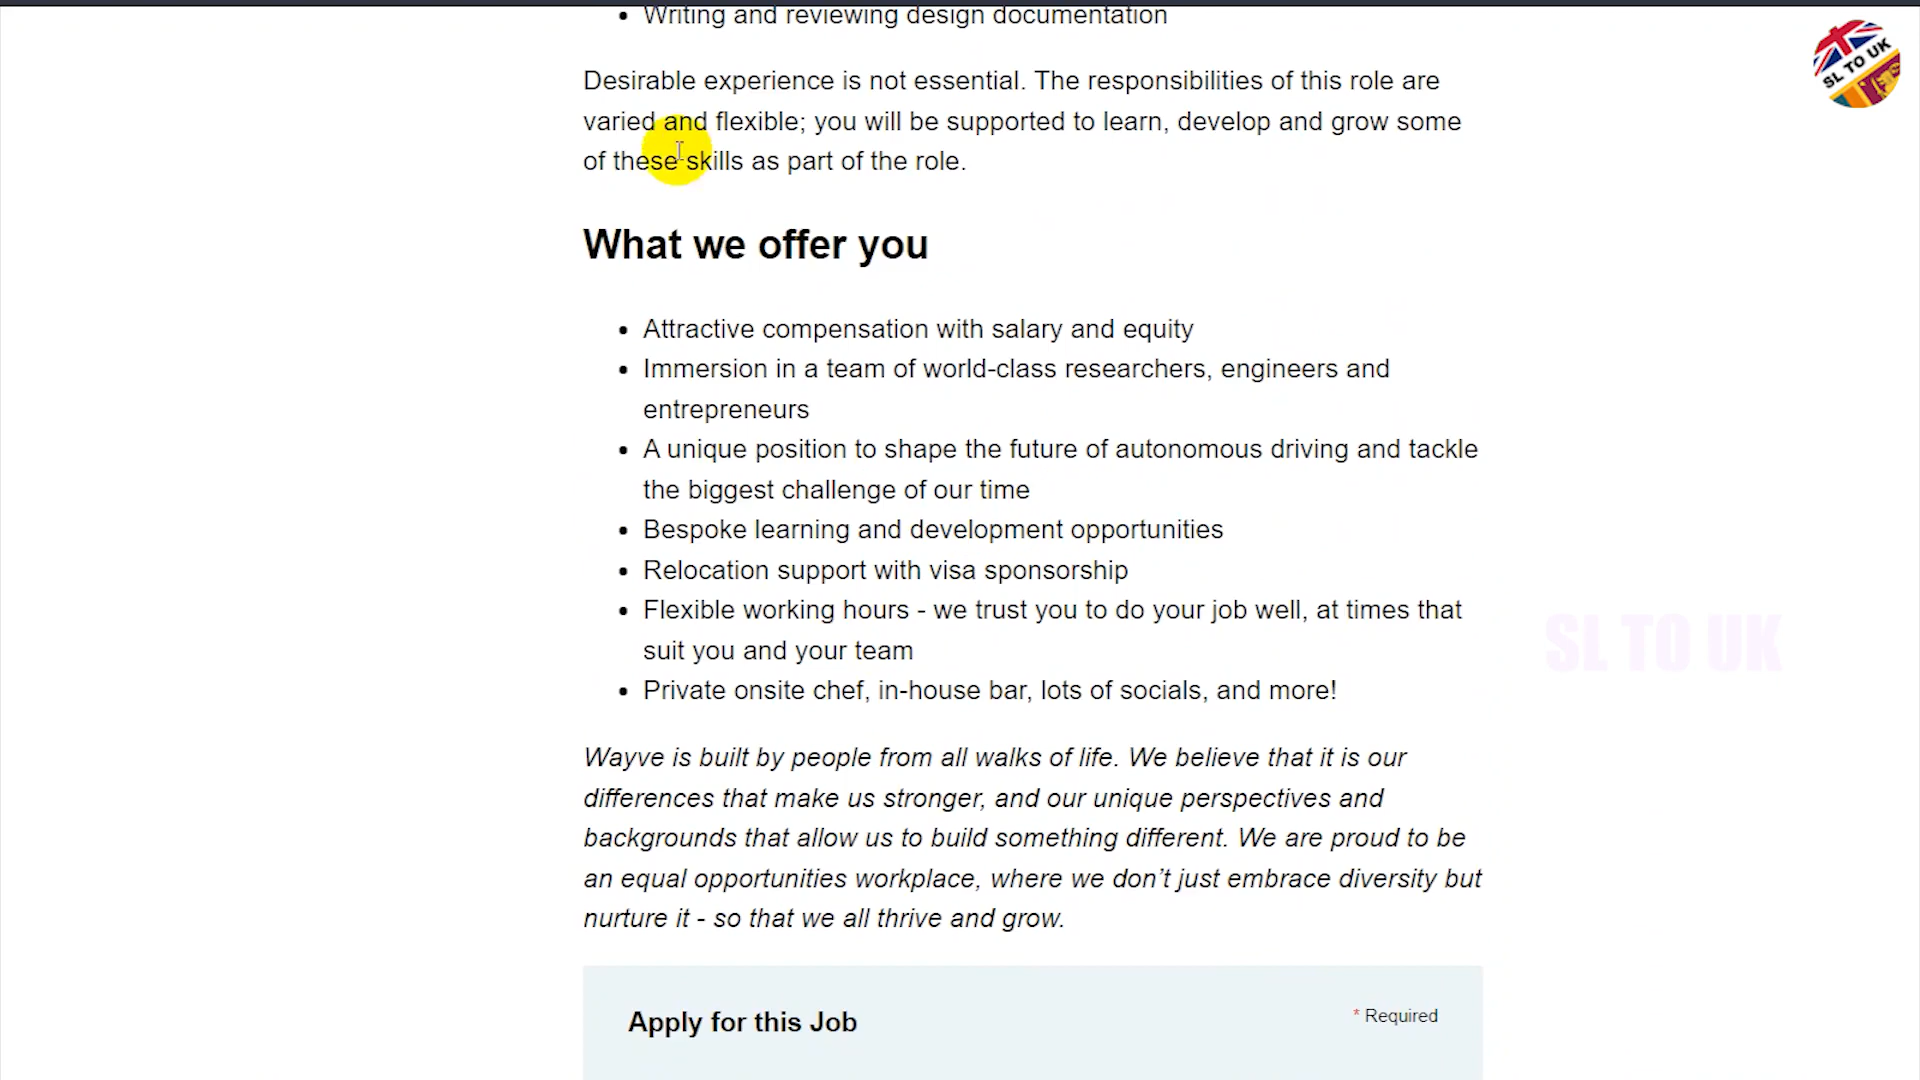 • Writing and reviewing design documentation
SL TO UK
Desirable experience is not essential. The responsibilities of this role are
varied and flexible; you will be supported to learn, develop and grow some
of these skills as part of the role.
What we offer you
• Attractive compensation with salary and equity
• Immersion in a team of world-class researchers, engineers and
entrepreneurs
• A unique position to shape the future of autonomous driving and tackle
the biggest challenge of our time
• Bespoke learning and development opportunities
• Relocation support with visa sponsorship
• Flexible working hours - we trust you to do your job well, at times that
suit you and your team
SL TO UK
• Private onsite chef, in-house bar, lots of socials, and more!
Wayve is built by people from all walks of life. We believe that it is our
differences that make us stronger, and our unique perspectives and
backgrounds that allow us to build something different. We are proud to be
an equal opportunities workplace, where we don’t just embrace diversity but
nurture it - so that we all thrive and grow.
Apply for this Job
* Required